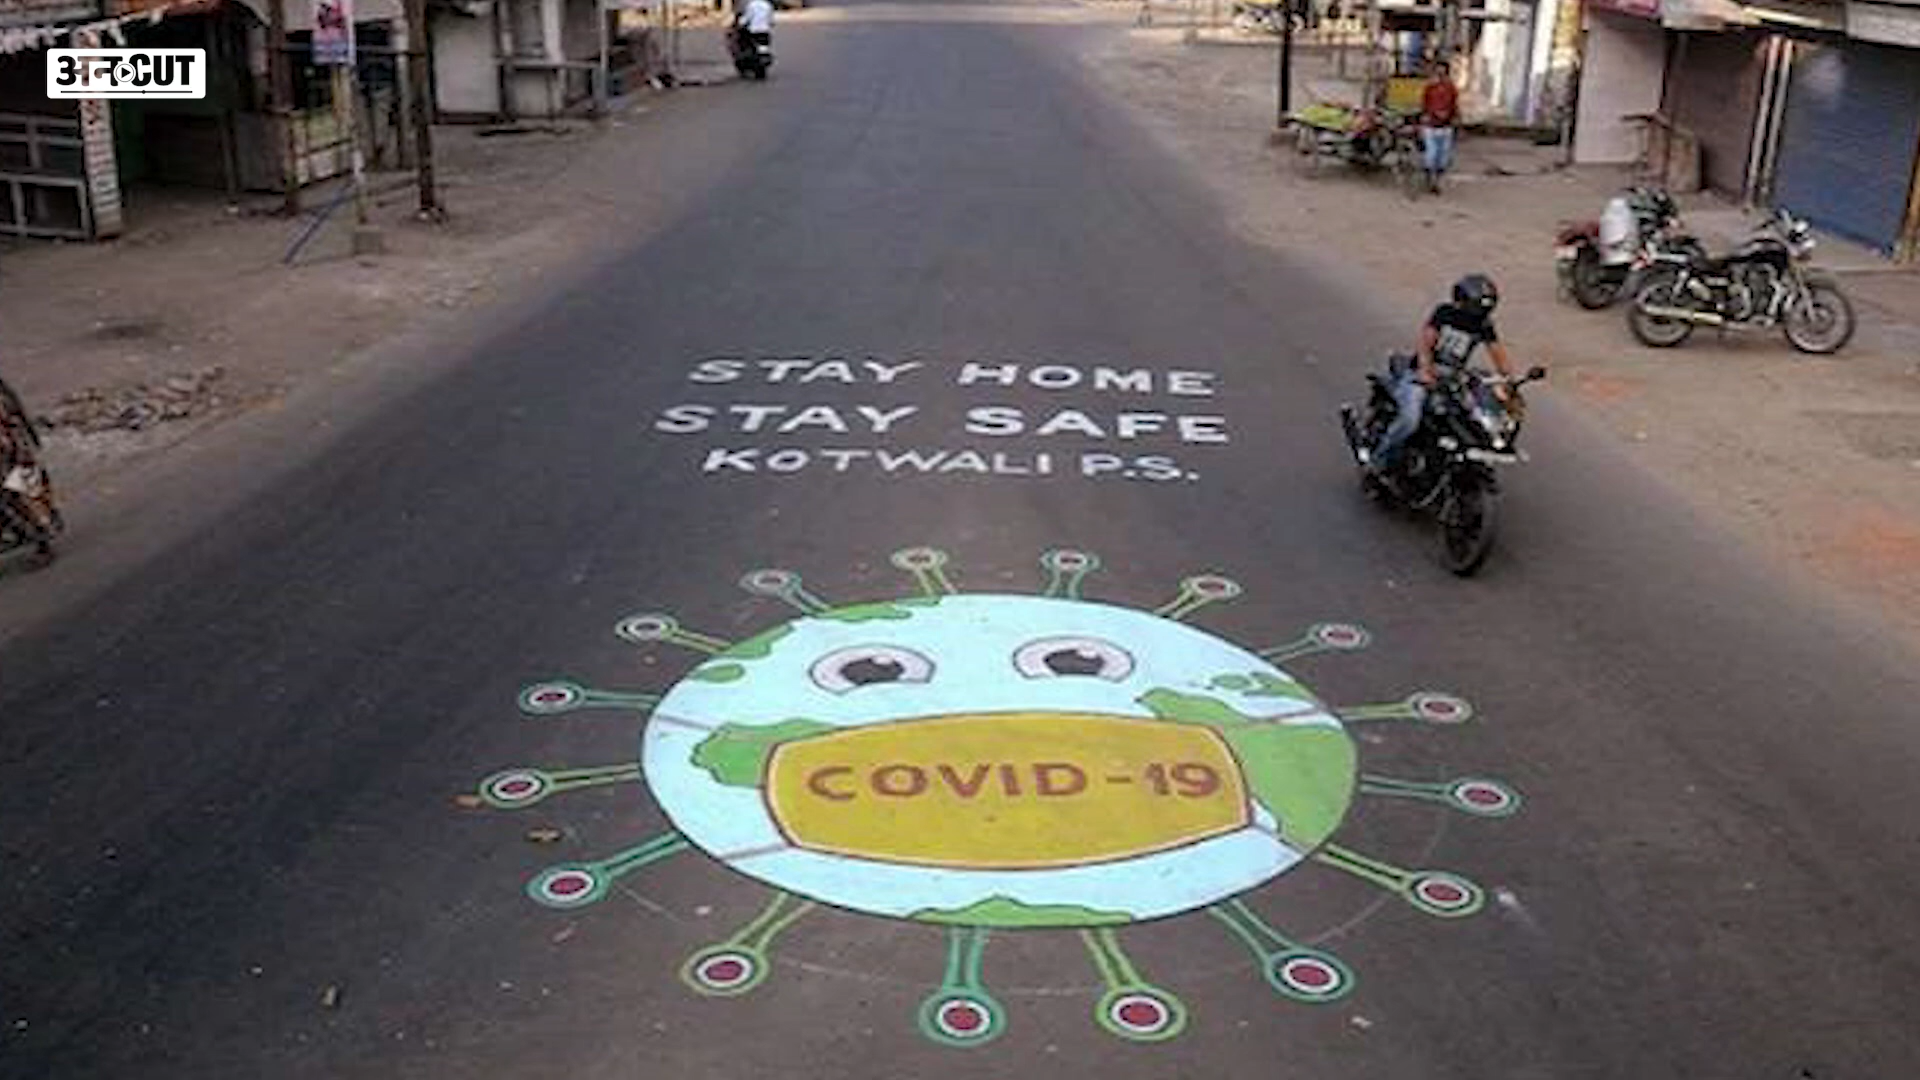 अनCUT
STAY HOME
STAY SAFE
KOTWALI P.S.
COVID-19